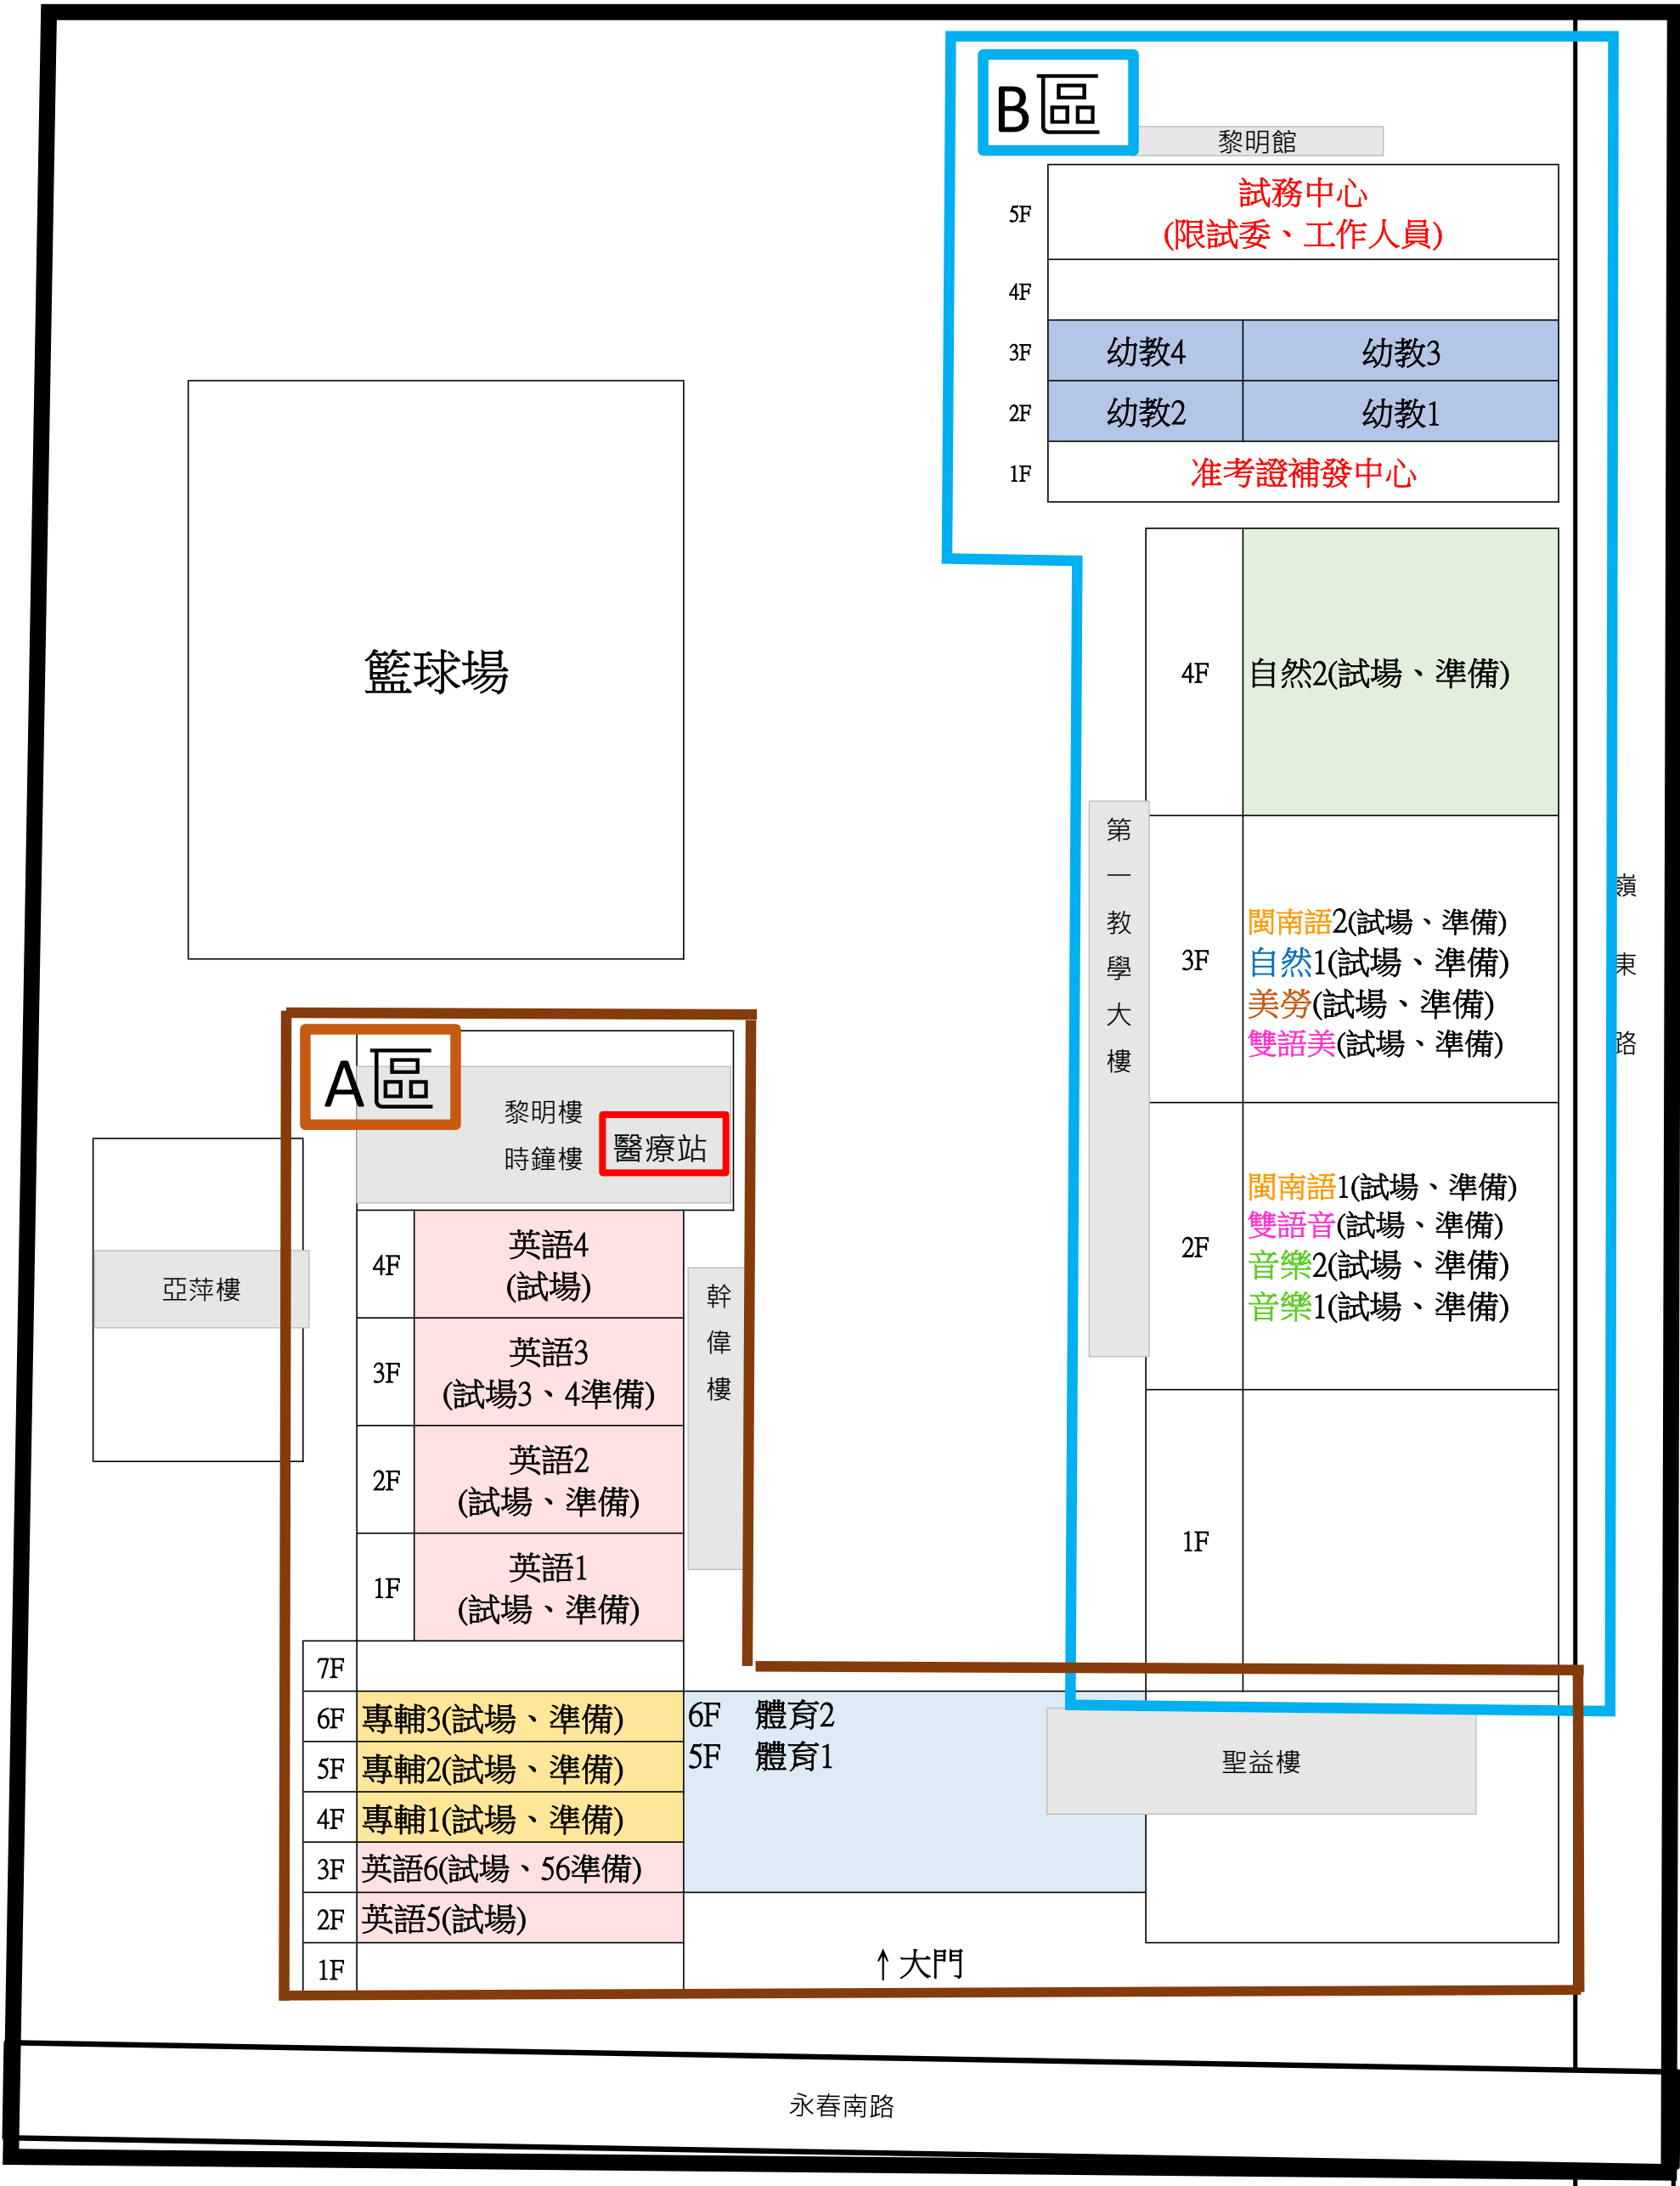 B區
黎明館
5F
試務中心
(限試委、工作人員)
4F
3F
幼教4
幼教3
2F
幼教2
幼教1
1F
准考證補發中心
籃球場
第一教學大樓
4F
自然2(試場、準備)
3F
閩南語2(試場、準備)
自然1(試場、準備)
美勞(試場、準備)
雙語美(試場、準備)
2F
閩南語1(試場、準備)
雙語音(試場、準備)
音樂2(試場、準備)
音樂1(試場、準備)
1F
嶺東路
A區
黎明樓
時鐘樓
醫療站
亞萍樓
幹偉樓
4F
英語4
(試場)
3F
英語3
(試場3、4準備)
2F
英語2
(試場、準備)
1F
英語1
(試場、準備)
7F
6F
專輔3(試場、準備)
5F
專輔2(試場、準備)
4F
專輔1(試場、準備)
3F
英語6(試場、56準備)
2F
英語5(試場)
1F
6F 體育2
5F 體育1
聖益樓
↑大門
永春南路